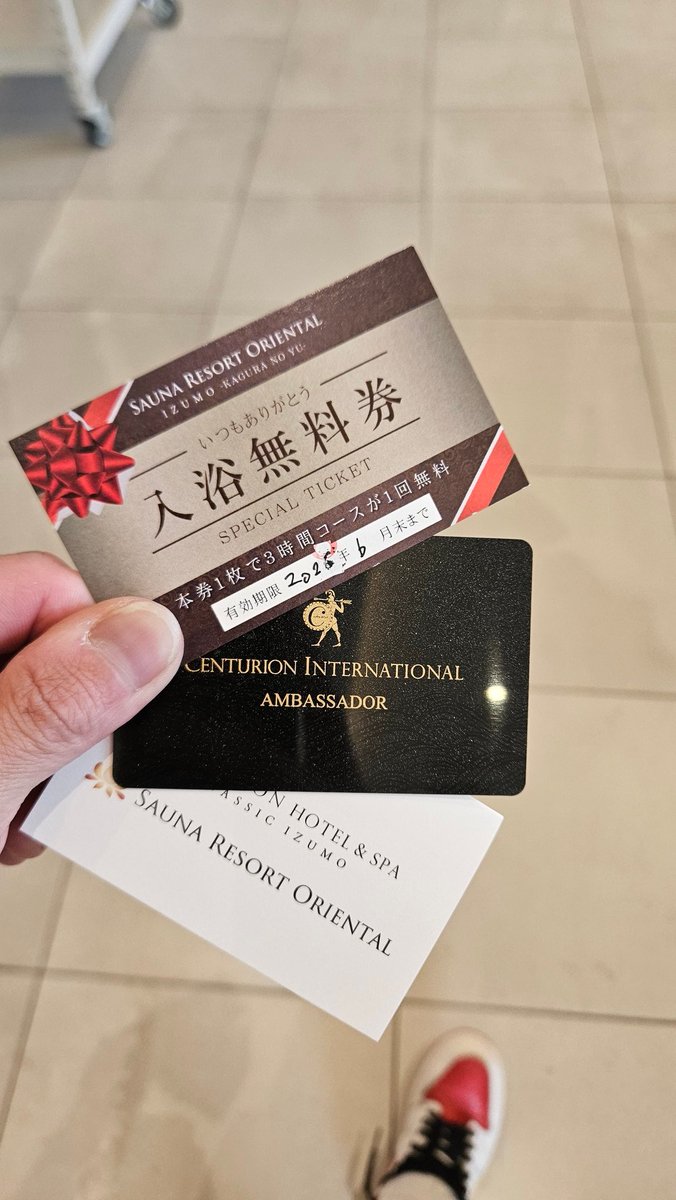 SAUNA RESORT ORIENTAL
IZUMO -KAGURA NO YU-
いつもありがとう
入浴無料券
SPECIAL TICKET
本券1枚で3時間コースが1回無料
有効期限 年 6 月末まで
CENTURION INTERNATIONAL
AMBASSADOR
ON HOTEL & SPA
ASSIC IZUMO
SAUNA RESORT ORIENTAL